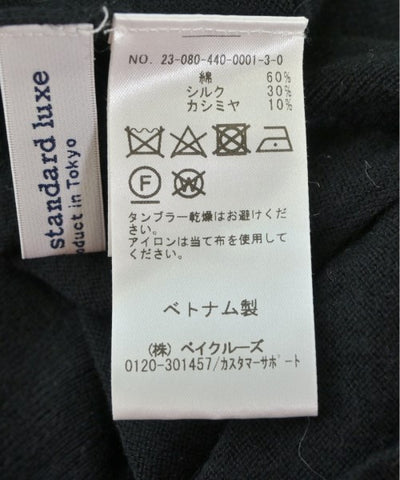 standard luxe
oduct in Tokyo
NO. 23-080-440-0001-3-0
綿 60%
シルク 30%
カシミヤ 10%
F
W
タンブラー乾燥はお避けくだ
さい。
アイロンは当て布を使用して
ください。
ベトナム製
(株) ベイクルーズ
0120-301457/カスタマーサポート